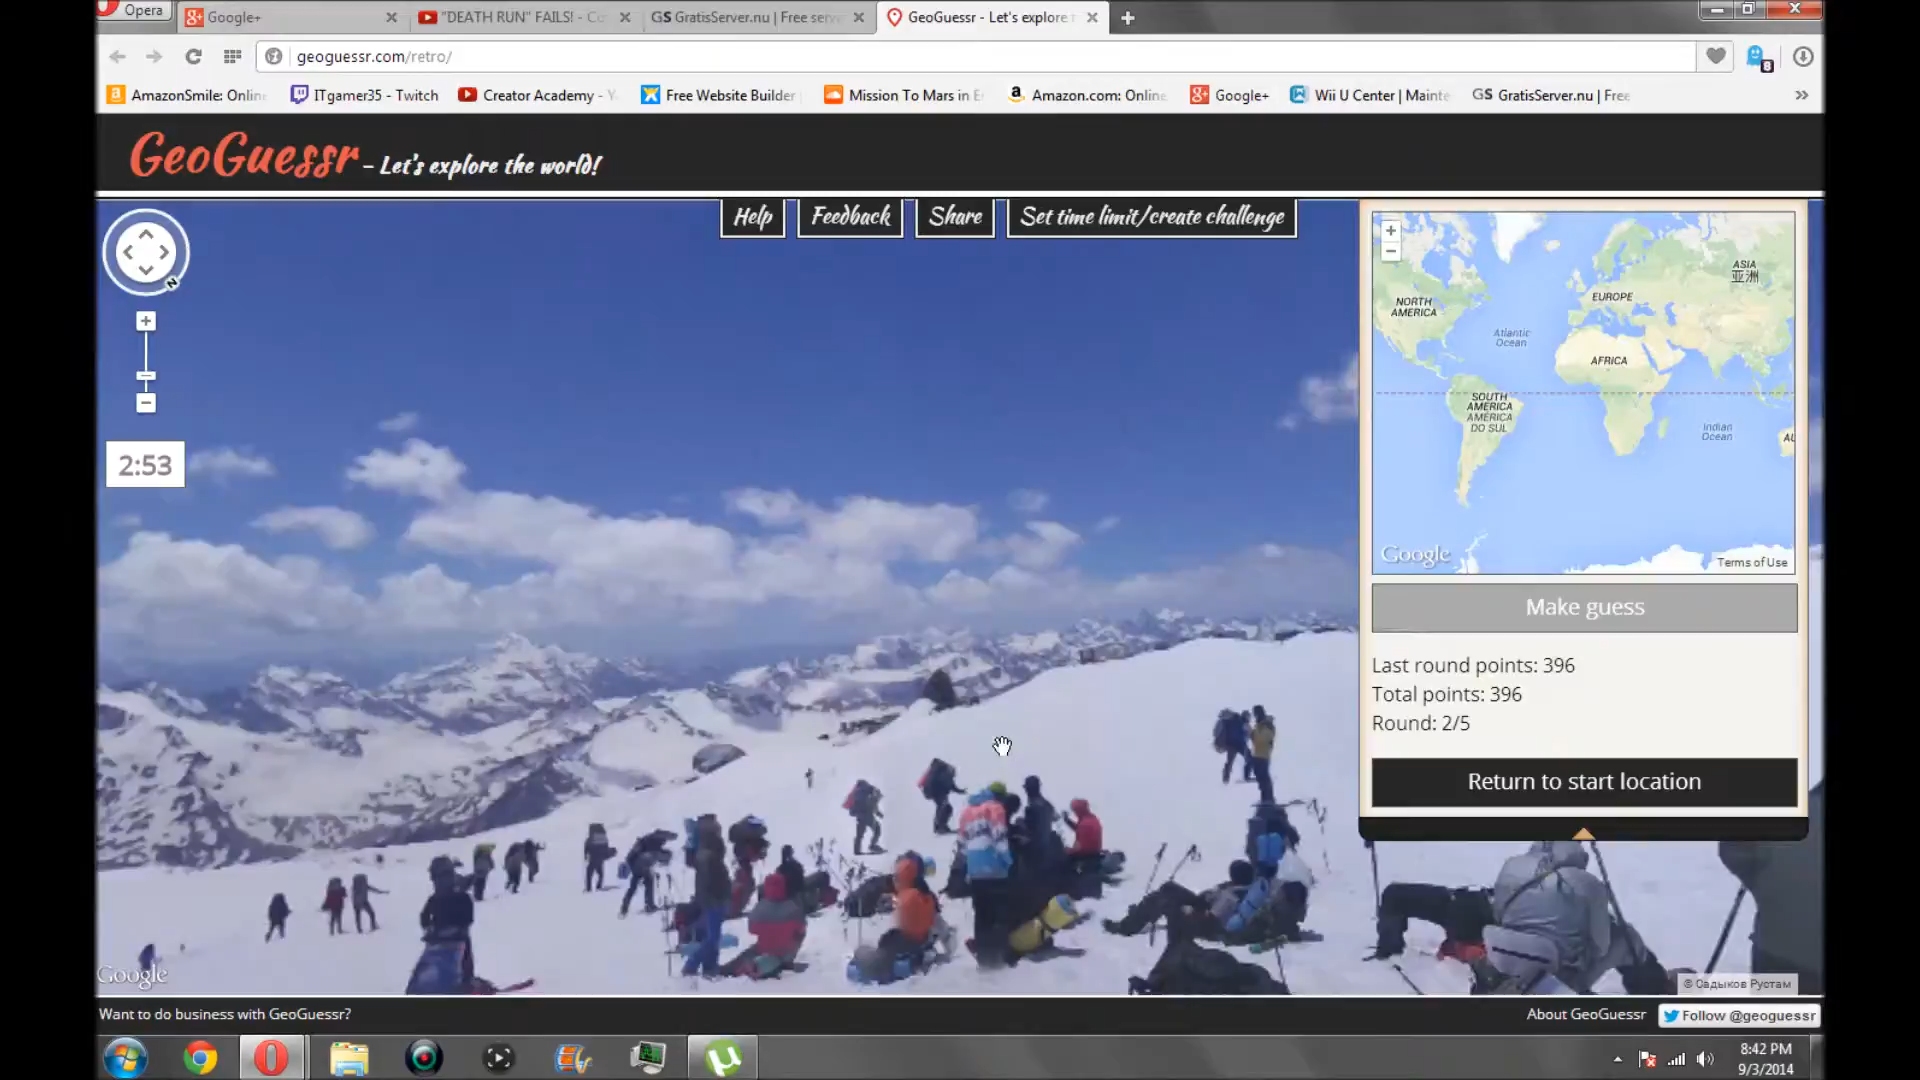 Opera
Google+
"DEATH RUN" FAILS! - Co
GS GratisServer.nu | Free serve
GeoGuessr - Let's explore t
geoguessr.com/retro/
8
AmazonSmile: Onlin
ITgamer35 - Twitch
Creator Academy - Y
Free Website Builder
Mission To Mars in E
Amazon.com: Online
Google+
Wii U Center | Mainte
GS GratisServer.nu | Free
GeoGuessr – Let's explore the world!
Help
Feedback
Share
Set time limit/create challenge
N
2:53
ASIA
亚洲
EUROPE
NORTH
AMERICA
Atlantic
Ocean
AFRICA
SOUTH
AMERICA
AMÉRICA
DO SUL
Indian
Ocean
AU
Google
Terms of Use
Make guess
Last round points: 396
Total points: 396
Round: 2/5
Return to start location
Google
© Садыков Рустам
Want to do business with GeoGuessr?
About GeoGuessr
Follow @geoguessr
8:42 PM
9/3/2014